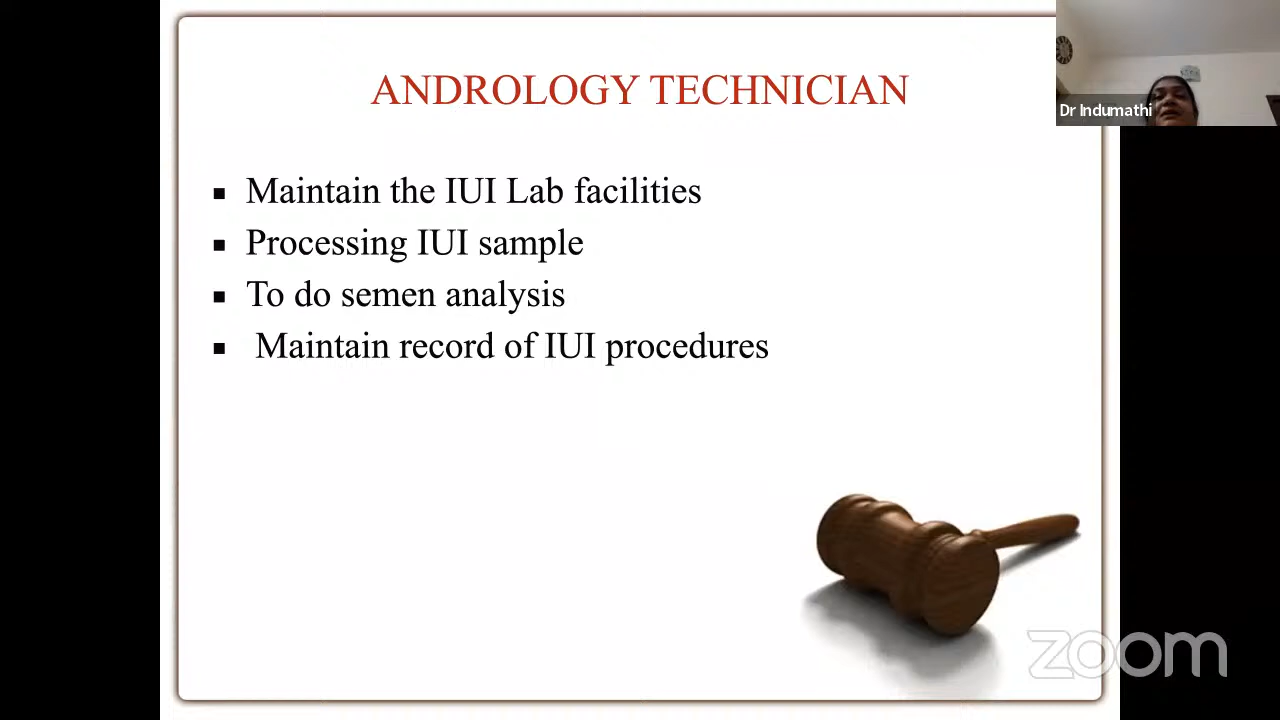 ANDROLOGY TECHNICIAN
Dr Indumathi
▪ Maintain the IUI Lab facilities
▪ Processing IUI sample
▪ To do semen analysis
▪ Maintain record of IUI procedures
zoom